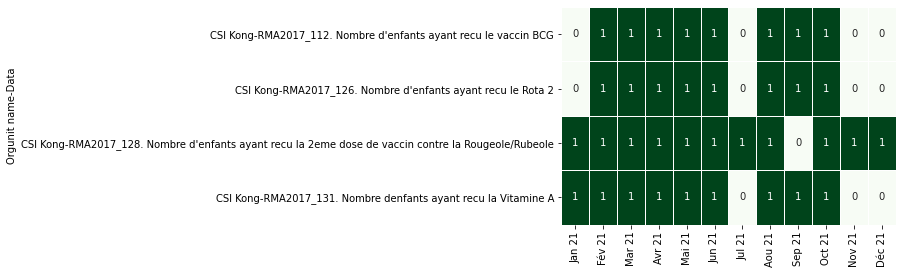 Orgunit name-Data
CSI Kong-RMA2017_112. Nombre d'enfants ayant recu le vaccin BCG 0 1 1 1 1 1 0 1 1 1 0 0
CSI Kong-RMA2017_126. Nombre d'enfants ayant recu le Rota 2 0 1 1 1 1 1 0 1 1 1 0 0
CSI Kong-RMA2017_128. Nombre d'enfants ayant recu la 2eme dose de vaccin contre la Rougeole/Rubeole 1 1 1 1 1 1 1 1 0 1 1 1
CSI Kong-RMA2017_131. Nombre denfants ayant recu la Vitamine A 1 1 1 1 1 1 0 1 1 1 0 0
Jan 21 Fév 21 Mar 21 Avr 21 Mai 21 Jun 21 Jul 21 Aou 21 Sep 21 Oct 21 Nov 21 Déc 21